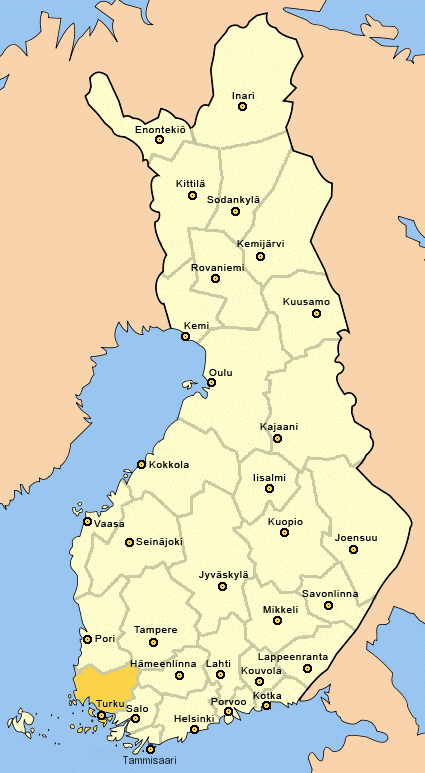 Inari
Enontekiö
Kittilä
Sodankylä
Kemijärvi
Rovaniemi
Kuusamo
Kemi
Oulu
Kajaani
Kokkola
Iisalmi
Vaasa
Kuopio
Seinäjoki
Joensuu
Jyväskylä
Savonlinna
Mikkeli
Tampere
Pori
Lappeenranta
Hämeenlinna
Lahti
Kouvola
Kotka
Turku
Salo
Porvoo
Helsinki
Tammisaari